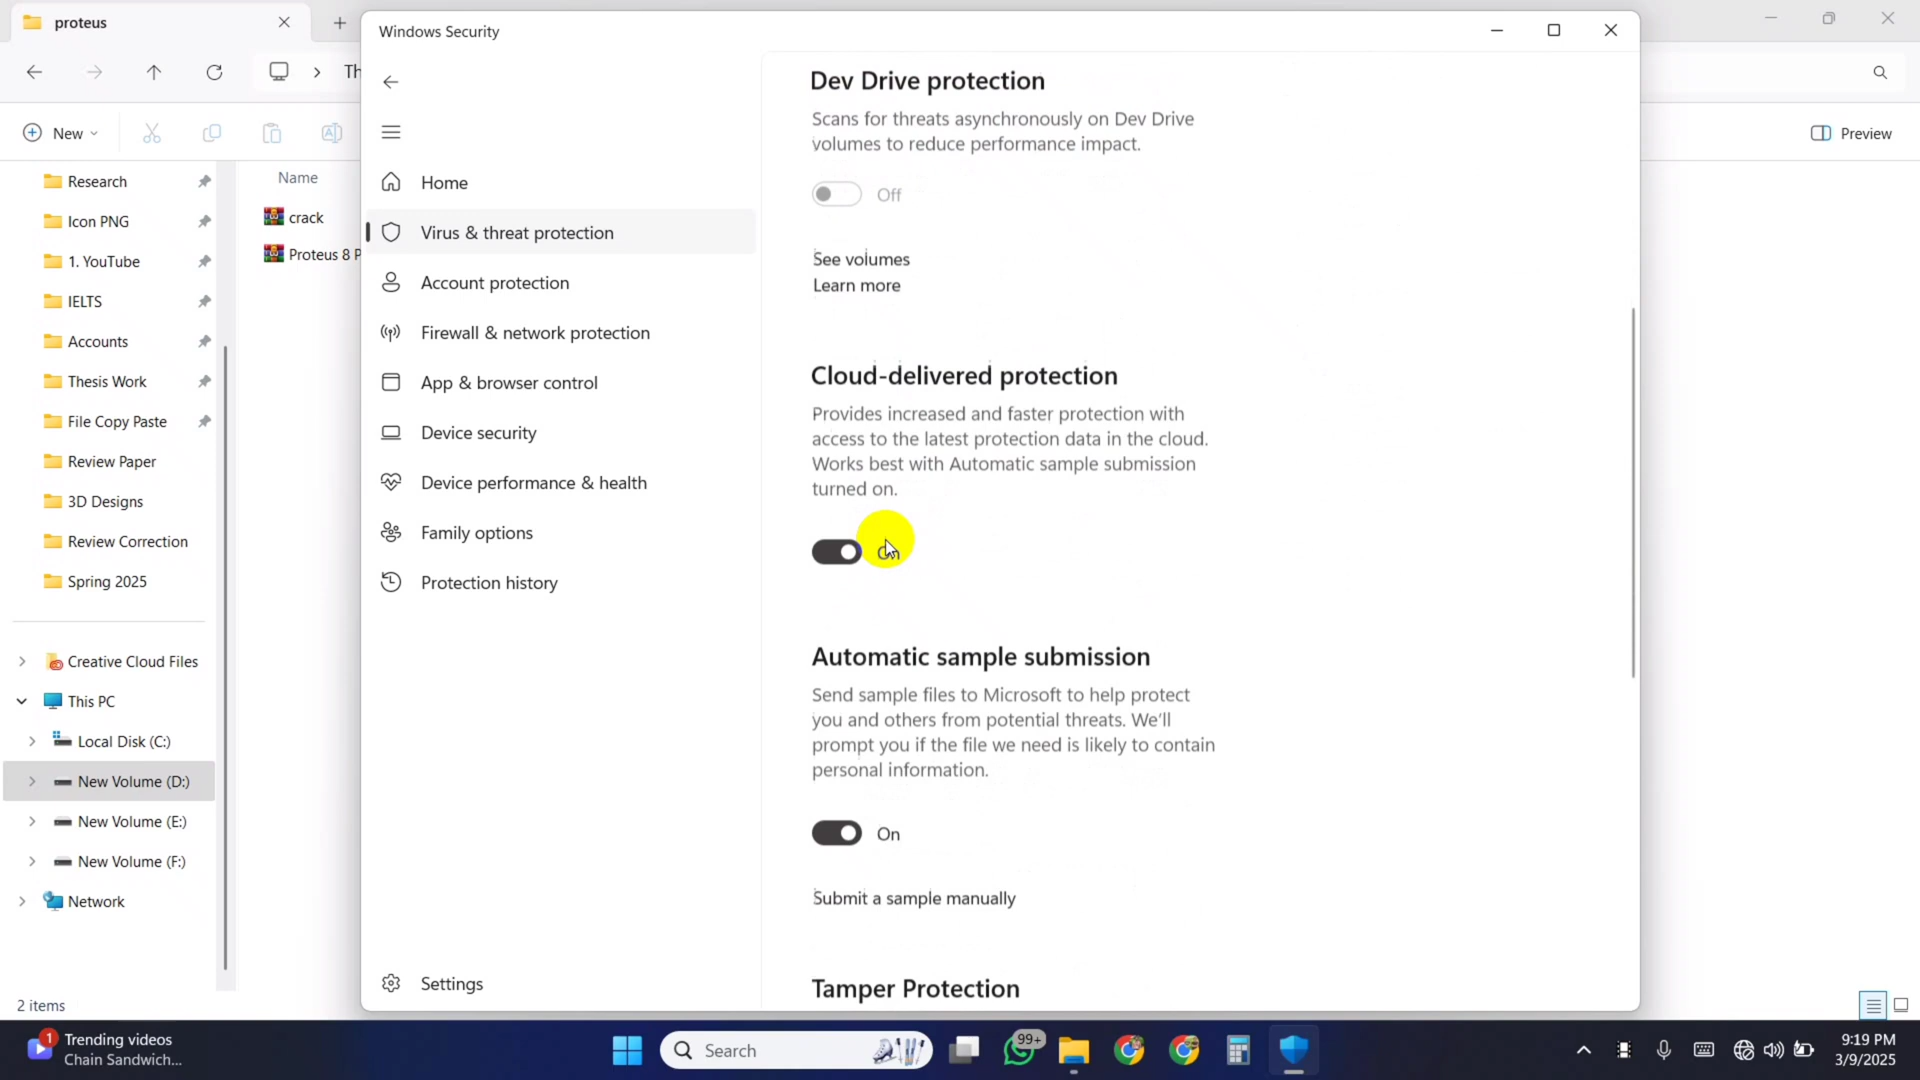 proteus
Th
New
Preview
Research
Icon PNG
1. YouTube
IELTS
Accounts
Thesis Work
File Copy Paste
Review Paper
3D Designs
Review Correction
Spring 2025
Creative Cloud Files
This PC
Local Disk (C:)
New Volume (D:)
New Volume (E:)
New Volume (F:)
Network
2 items
Name
crack
Proteus 8 P
Windows Security
Home
Virus & threat protection
Account protection
Firewall & network protection
App & browser control
Device security
Device performance & health
Family options
Protection history
Settings
Dev Drive protection
Scans for threats asynchronously on Dev Drive
volumes to reduce performance impact.
Off
See volumes
Learn more
Cloud-delivered protection
Provides increased and faster protection with
access to the latest protection data in the cloud.
Works best with Automatic sample submission
turned on.
On
Automatic sample submission
Send sample files to Microsoft to help protect
you and others from potential threats. We'll
prompt you if the file we need is likely to contain
personal information.
On
Submit a sample manually
Tamper Protection
1
Trending videos
Chain Sandwich...
Search
99+
9:19 PM
3/9/2025